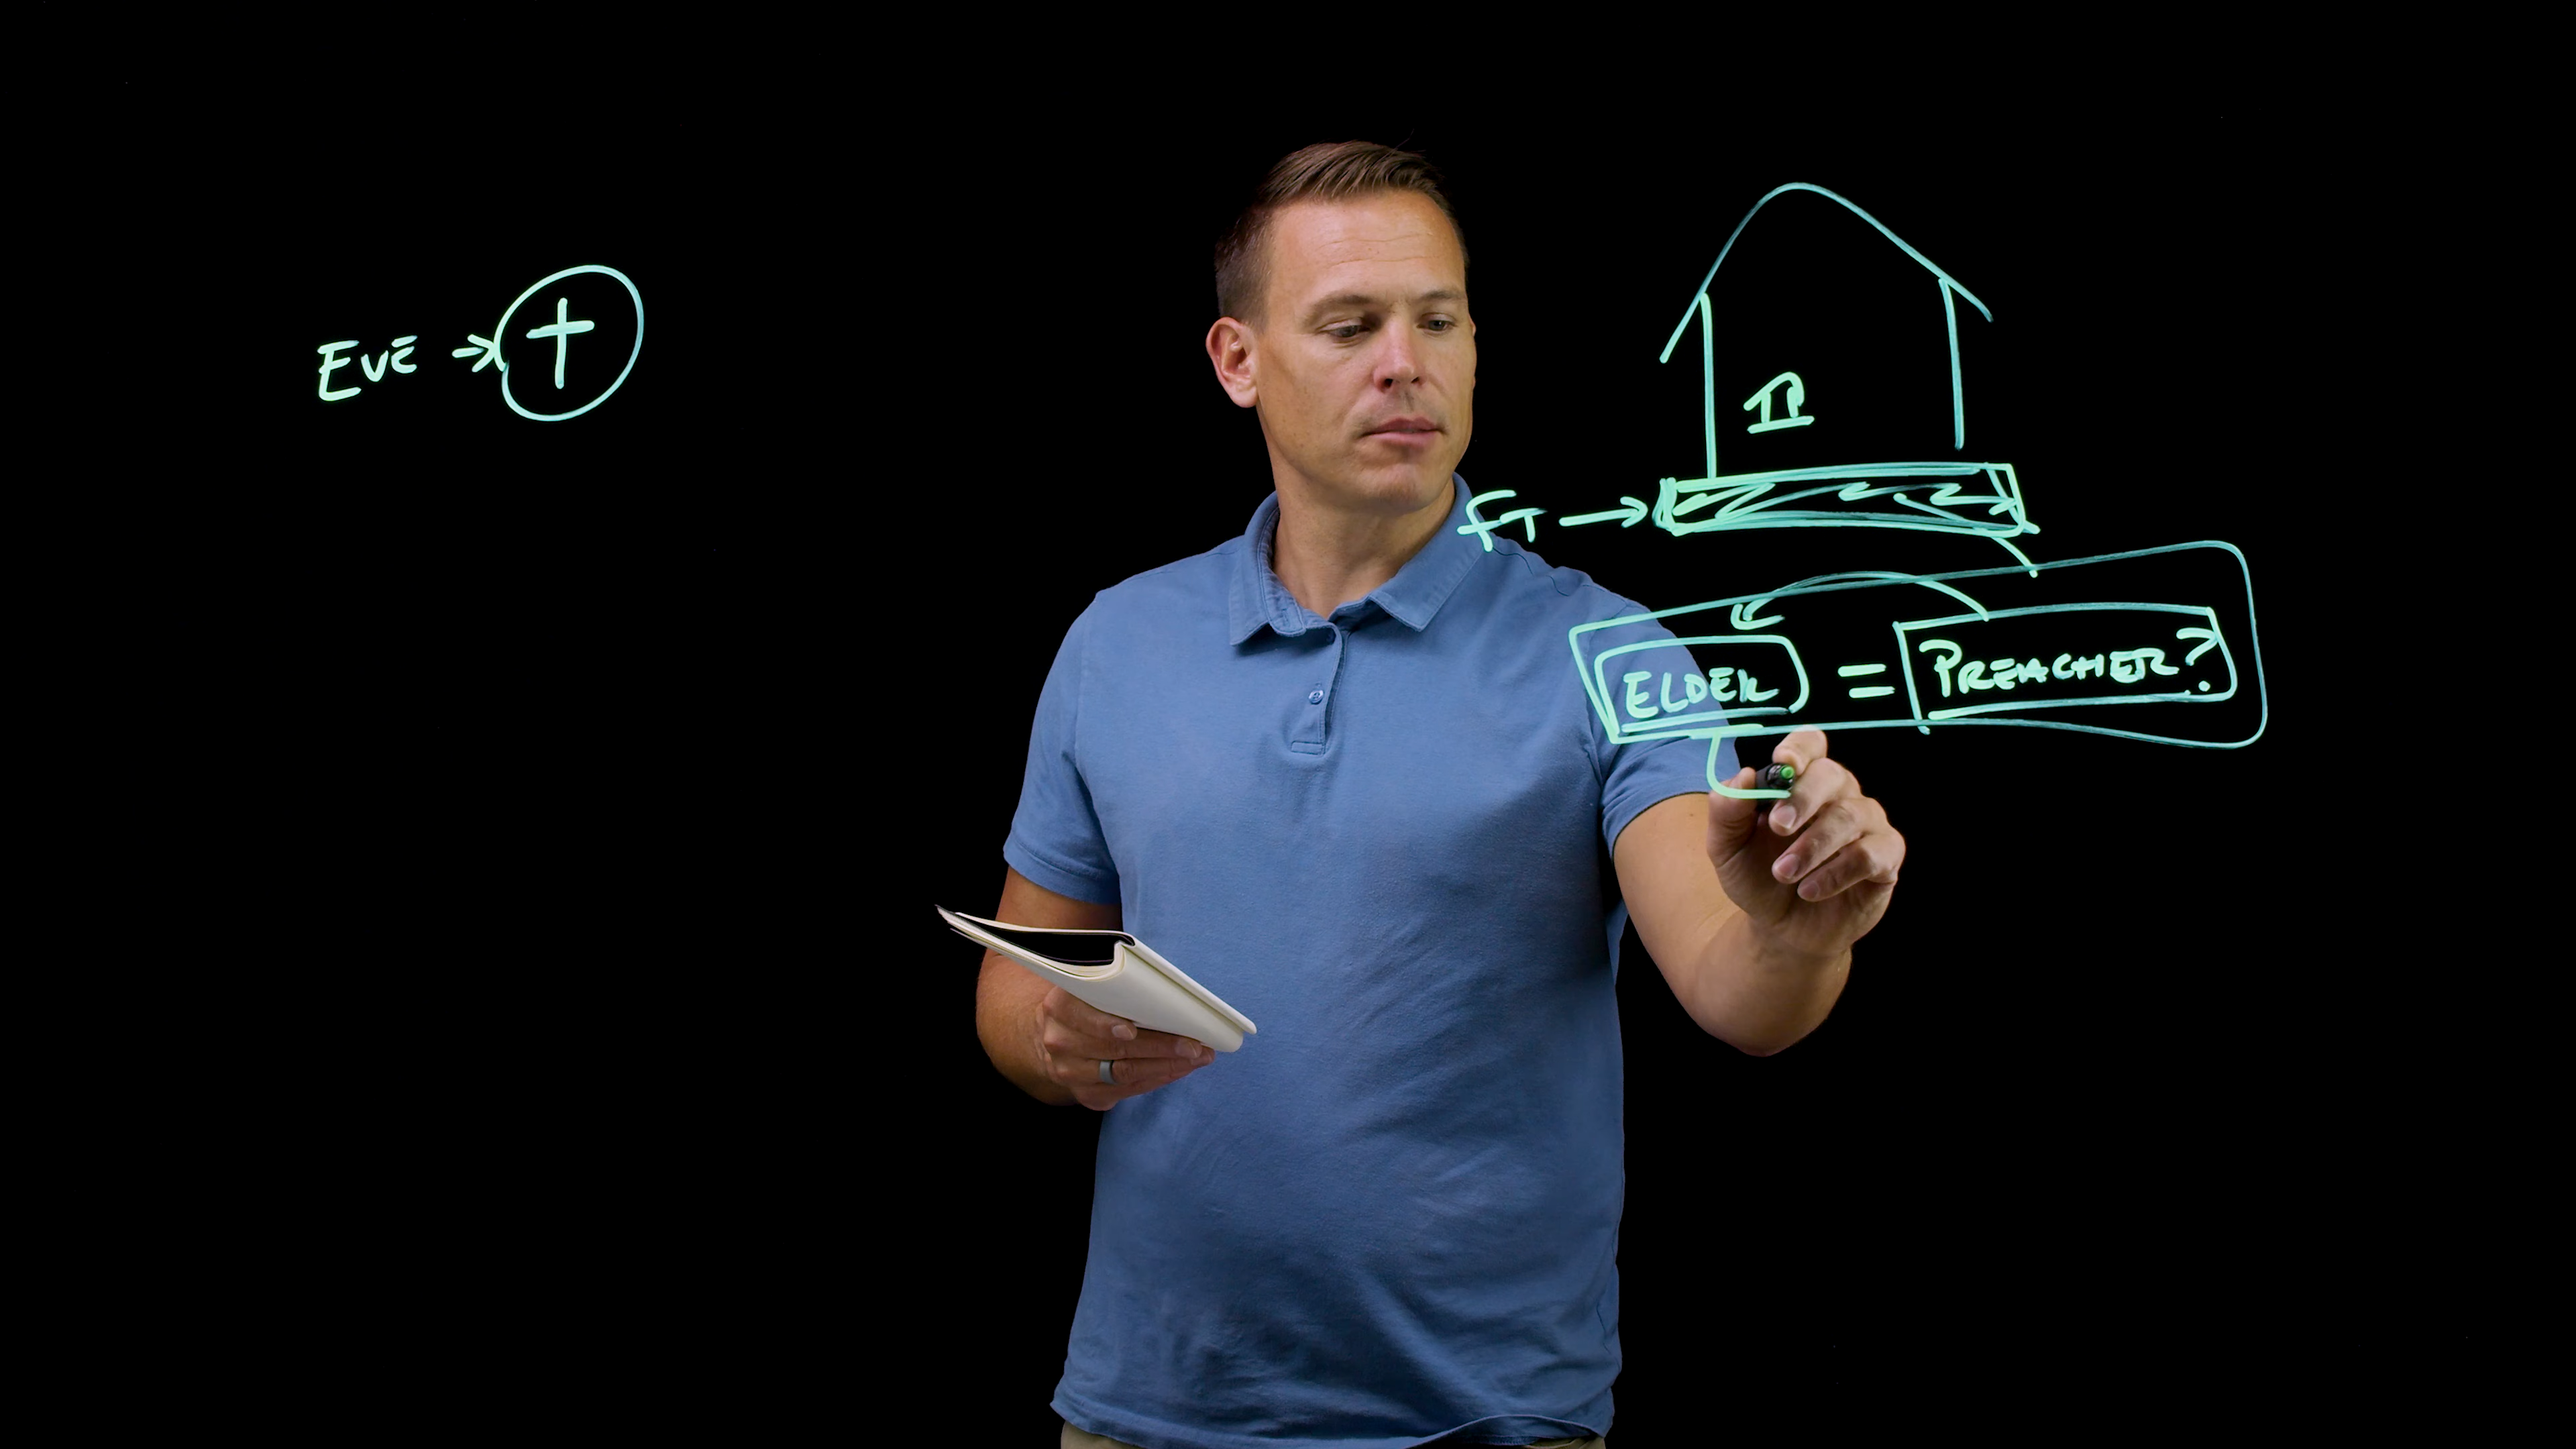 EVE →
FT →
ELDER = PREACHER?